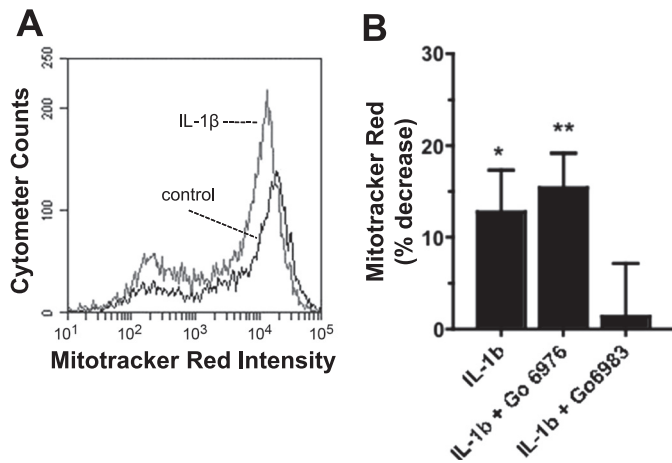 A
Cytometer Counts
250
200
100
0
IL-1β
control
10¹ 10² 10³ 10⁴ 10⁵
Mitotracker Red Intensity
B
Mitotracker Red
(% decrease)
30
20
10
0
*
**
IL-1b
IL-1b + Go 6976
IL-1b + Go6983